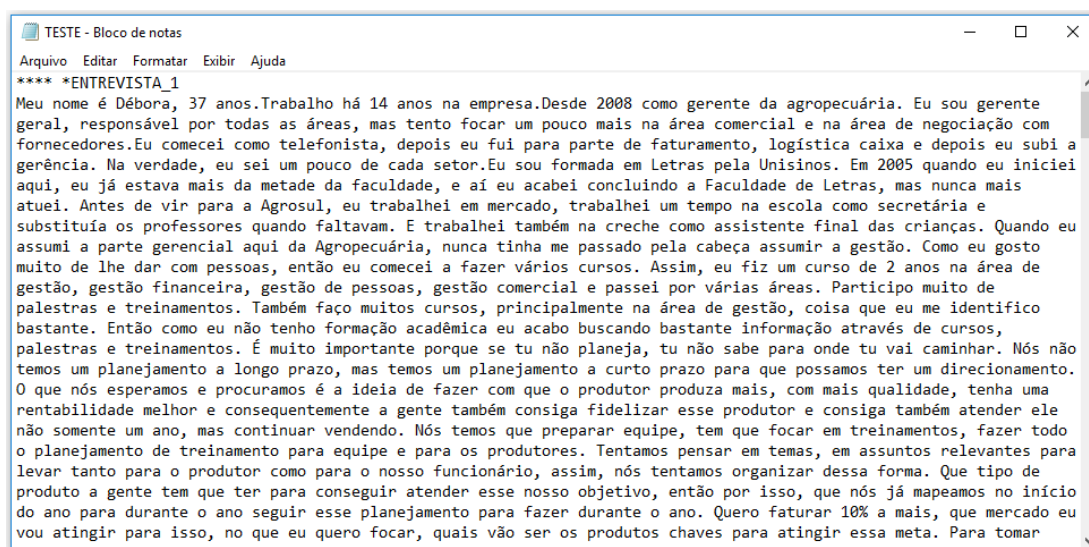 TESTE - Bloco de notas
Arquivo Editar Formatar Exibir Ajuda
**** *ENTREVISTA_1
Meu nome é Débora, 37 anos.Trabalho há 14 anos na empresa.Desde 2008 como gerente da agropecuária. Eu sou gerente
geral, responsável por todas as áreas, mas tento focar um pouco mais na área comercial e na área de negociação com
fornecedores.Eu comecei como telefonista, depois eu fui para parte de faturamento, logística caixa e depois eu subi a
gerência. Na verdade, eu sei um pouco de cada setor.Eu sou formada em Letras pela Unisinos. Em 2005 quando eu iniciei
aqui, eu já estava mais da metade da faculdade, e aí eu acabei concluindo a Faculdade de Letras, mas nunca mais
atuei. Antes de vir para a Agrosul, eu trabalhei em mercado, trabalhei um tempo na escola como secretária e
substituía os professores quando faltavam. E trabalhei também na creche como assistente final das crianças. Quando eu
assumi a parte gerencial aqui da Agropecuária, nunca tinha me passado pela cabeça assumir a gestão. Como eu gosto
muito de lhe dar com pessoas, então eu comecei a fazer vários cursos. Assim, eu fiz um curso de 2 anos na área de
gestão, gestão financeira, gestão de pessoas, gestão comercial e passei por várias áreas. Participo muito de
palestras e treinamentos. Também faço muitos cursos, principalmente na área de gestão, coisa que eu me identifico
bastante. Então como eu não tenho formação acadêmica eu acabo buscando bastante informação através de cursos,
palestras e treinamentos. É muito importante porque se tu não planeja, tu não sabe para onde tu vai caminhar. Nós não
temos um planejamento a longo prazo, mas temos um planejamento a curto prazo para que possamos ter um direcionamento.
O que nós esperamos e procuramos é a ideia de fazer com que o produtor produza mais, com mais qualidade, tenha uma
rentabilidade melhor e consequentemente a gente também consiga fidelizar esse produtor e consiga também atender ele
não somente um ano, mas continuar vendendo. Nós temos que preparar equipe, tem que focar em treinamentos, fazer todo
o planejamento de treinamento para equipe e para os produtores. Tentamos pensar em temas, em assuntos relevantes para
levar tanto para o produtor como para o nosso funcionário, assim, nós tentamos organizar dessa forma. Que tipo de
produto a gente tem que ter para conseguir atender esse nosso objetivo, então por isso, que nós já mapeamos no início
do ano para durante o ano seguir esse planejamento para fazer durante o ano. Quero faturar 10% a mais, que mercado eu
vou atingir para isso, no que eu quero focar, quais vão ser os produtos chaves para atingir essa meta. Para tomar